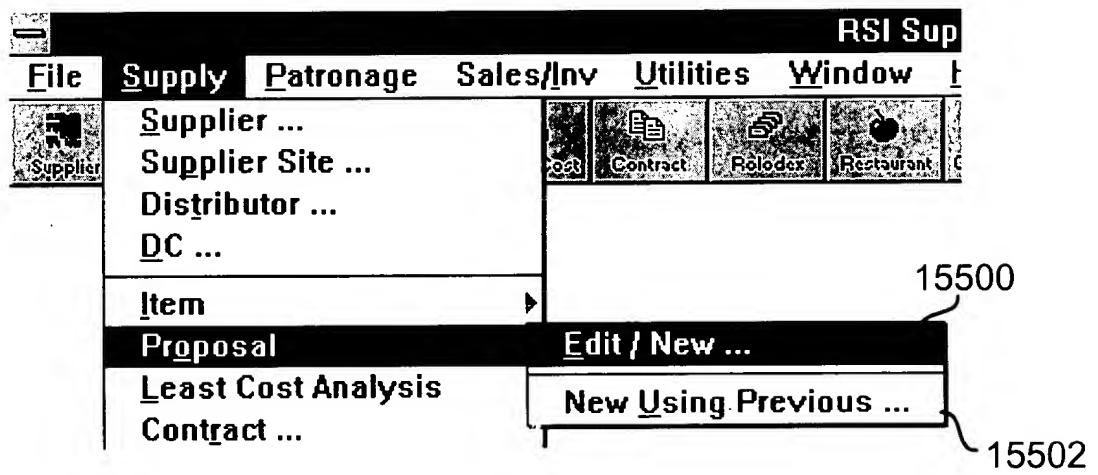 RSI Sup
File Supply Patronage Sales/Inv Utilities Window
Supplier ...
Supplier Site ...
Distributor ...
DC ...
Supplier
ost Contract Rolodex Restaurant
15500
Item
Proposal
Edit / New ...
Least Cost Analysis
New Using Previous ...
Contract ...
15502